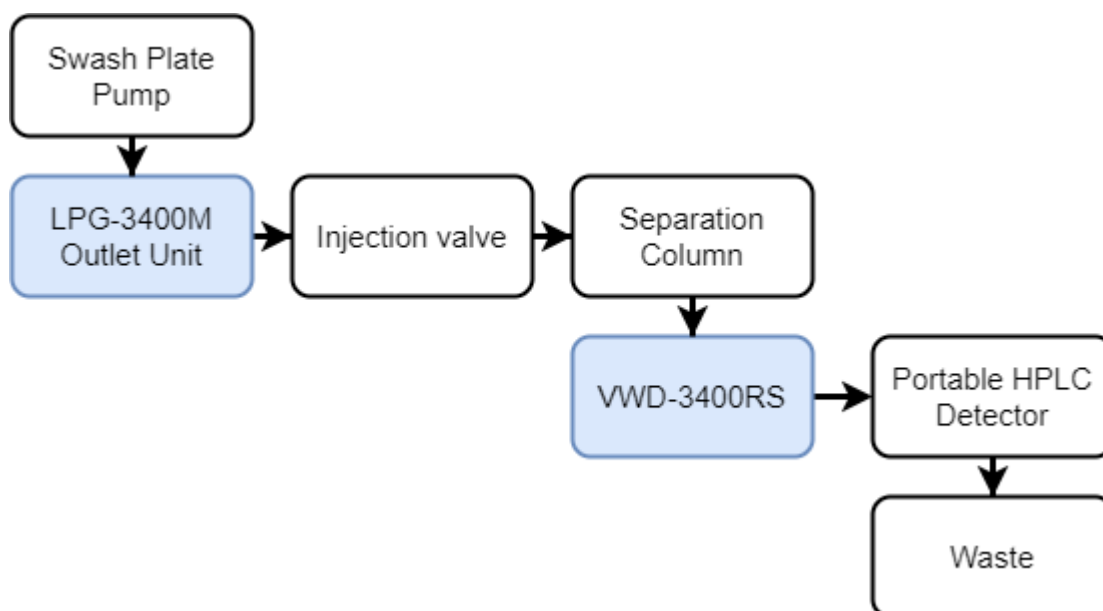 Swash Plate
Pump
LPG-3400M
Outlet Unit
Injection valve
Separation
Column
VWD-3400RS
Portable HPLC
Detector
Waste